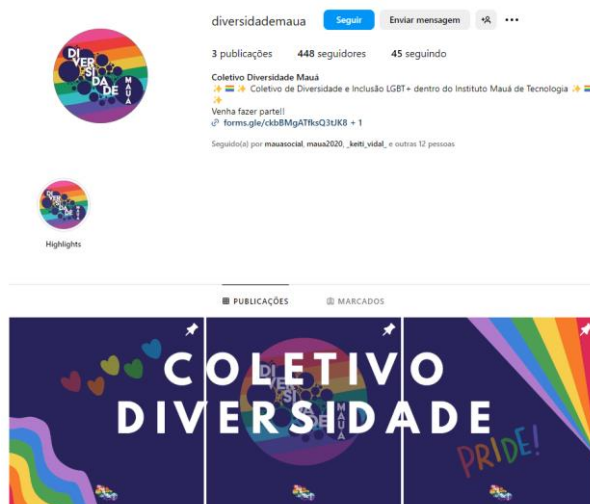 diversidademaua Seguir Enviar mensagem
3 publicações 448 seguidores 45 seguindo
Coletivo Diversidade Mauá
Coletivo de Diversidade e Inclusão LGBT+ dentro do Instituto Mauá de Tecnologia
Venha fazer parte!!
forms.gle/ckbBMgATfksQ3tJK8 + 1
Seguido(a) por mauasocial, maua2020, _keiti_vidal_ e outras 12 pessoas
DIVERSIDADE MAUÁ
Highlights
PUBLICAÇÕES MARCADOS
COLETIVO
DIVERSIDADE
DIVERSIDADE MAUÁ
PRIDE!